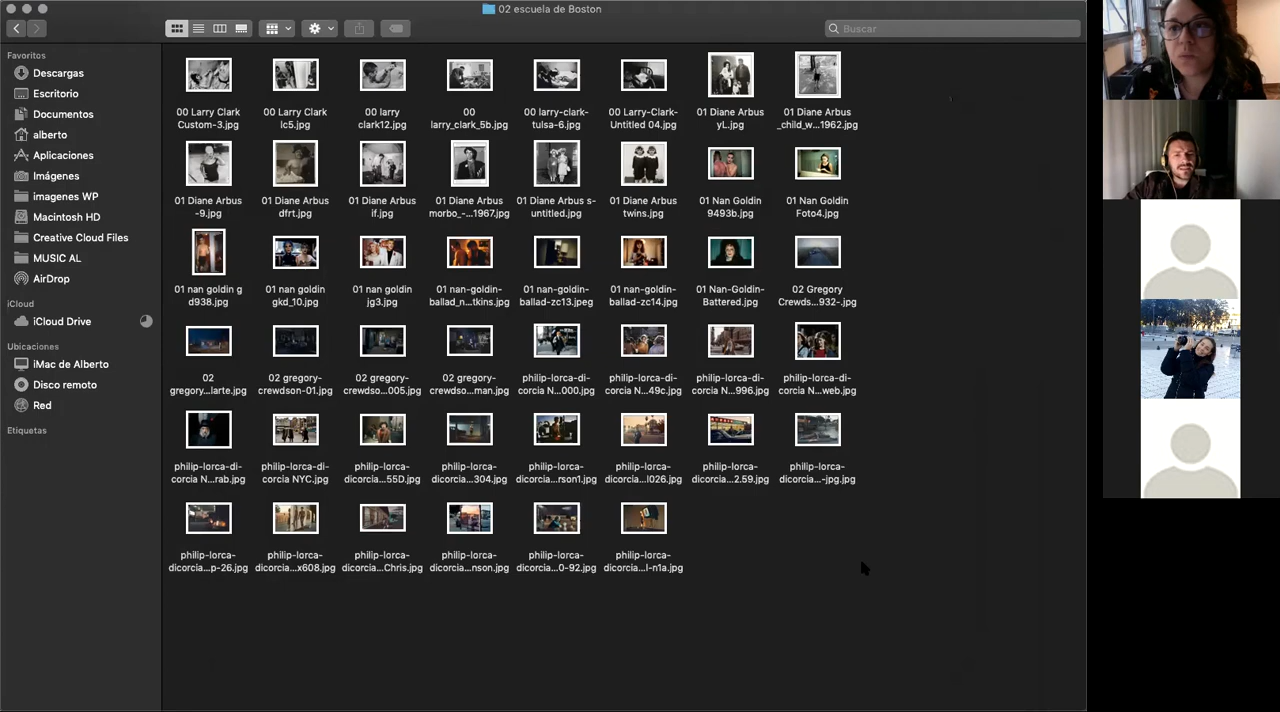 02 escuela de Boston
Buscar
Favoritos
Descargas
Escritorio
Documentos
alberto
Aplicaciones
Imágenes
imagenes WP
Macintosh HD
Creative Cloud Files
MUSIC AL
AirDrop
iCloud
iCloud Drive
Ubicaciones
iMac de Alberto
Disco remoto
Red
Etiquetas
00 Larry Clark
Custom-3.jpg
00 Larry Clark
lc5.jpg
00 larry
clark12.jpg
00
larry_clark_5b.jpg
00 larry-clark-
tulsa-6.jpg
00 Larry-Clark-
Untitled 04.jpg
01 Diane Arbus
yL.jpg
01 Diane Arbus
_child_w...1962.jpg
01 Diane Arbus
-9.jpg
01 Diane Arbus
dfrt.jpg
01 Diane Arbus
if.jpg
01 Diane Arbus
morbo_-...1967.jpg
01 Diane Arbus s-
untitled.jpg
01 Diane Arbus
twins.jpg
01 Nan Goldin
9493b.jpg
01 Nan Goldin
Foto4.jpg
01 nan goldin g
d938.jpg
01 nan goldin
gkd_10.jpg
01 nan goldin
jg3.jpg
01 nan-goldin-
ballad_n...tkins.jpg
01 nan-goldin-
ballad-zc13.jpeg
01 nan-goldin-
ballad-zc14.jpg
01 Nan-Goldin-
Battered.jpg
02 Gregory
Crewds...932-.jpg
02
gregory...larte.jpg
02 gregory-
crewdson-01.jpg
02 gregory-
crewdso...005.jpg
02 gregory-
crewdso...man.jpg
philip-lorca-di-
corcia N...000.jpg
philip-lorca-di-
corcia N...49c.jpg
philip-lorca-di-
corcia N...996.jpg
philip-lorca-di-
corcia N...web.jpg
philip-lorca-di-
corcia N...rab.jpg
philip-lorca-di-
corcia NYC.jpg
philip-lorca-
dicorcia...55D.jpg
philip-lorca-
dicorcia...304.jpg
philip-lorca-
dicorcia...rson1.jpg
philip-lorca-
dicorcia...l026.jpg
philip-lorca-
dicorcia...2.59.jpg
philip-lorca-
dicorcia...-jpg.jpg
philip-lorca-
dicorcia...p-26.jpg
philip-lorca-
dicorcia...x608.jpg
philip-lorca-
dicorcia...Chris.jpg
philip-lorca-
dicorcia...nson.jpg
philip-lorca-
dicorcia...0-92.jpg
philip-lorca-
dicorcia...l-n1a.jpg